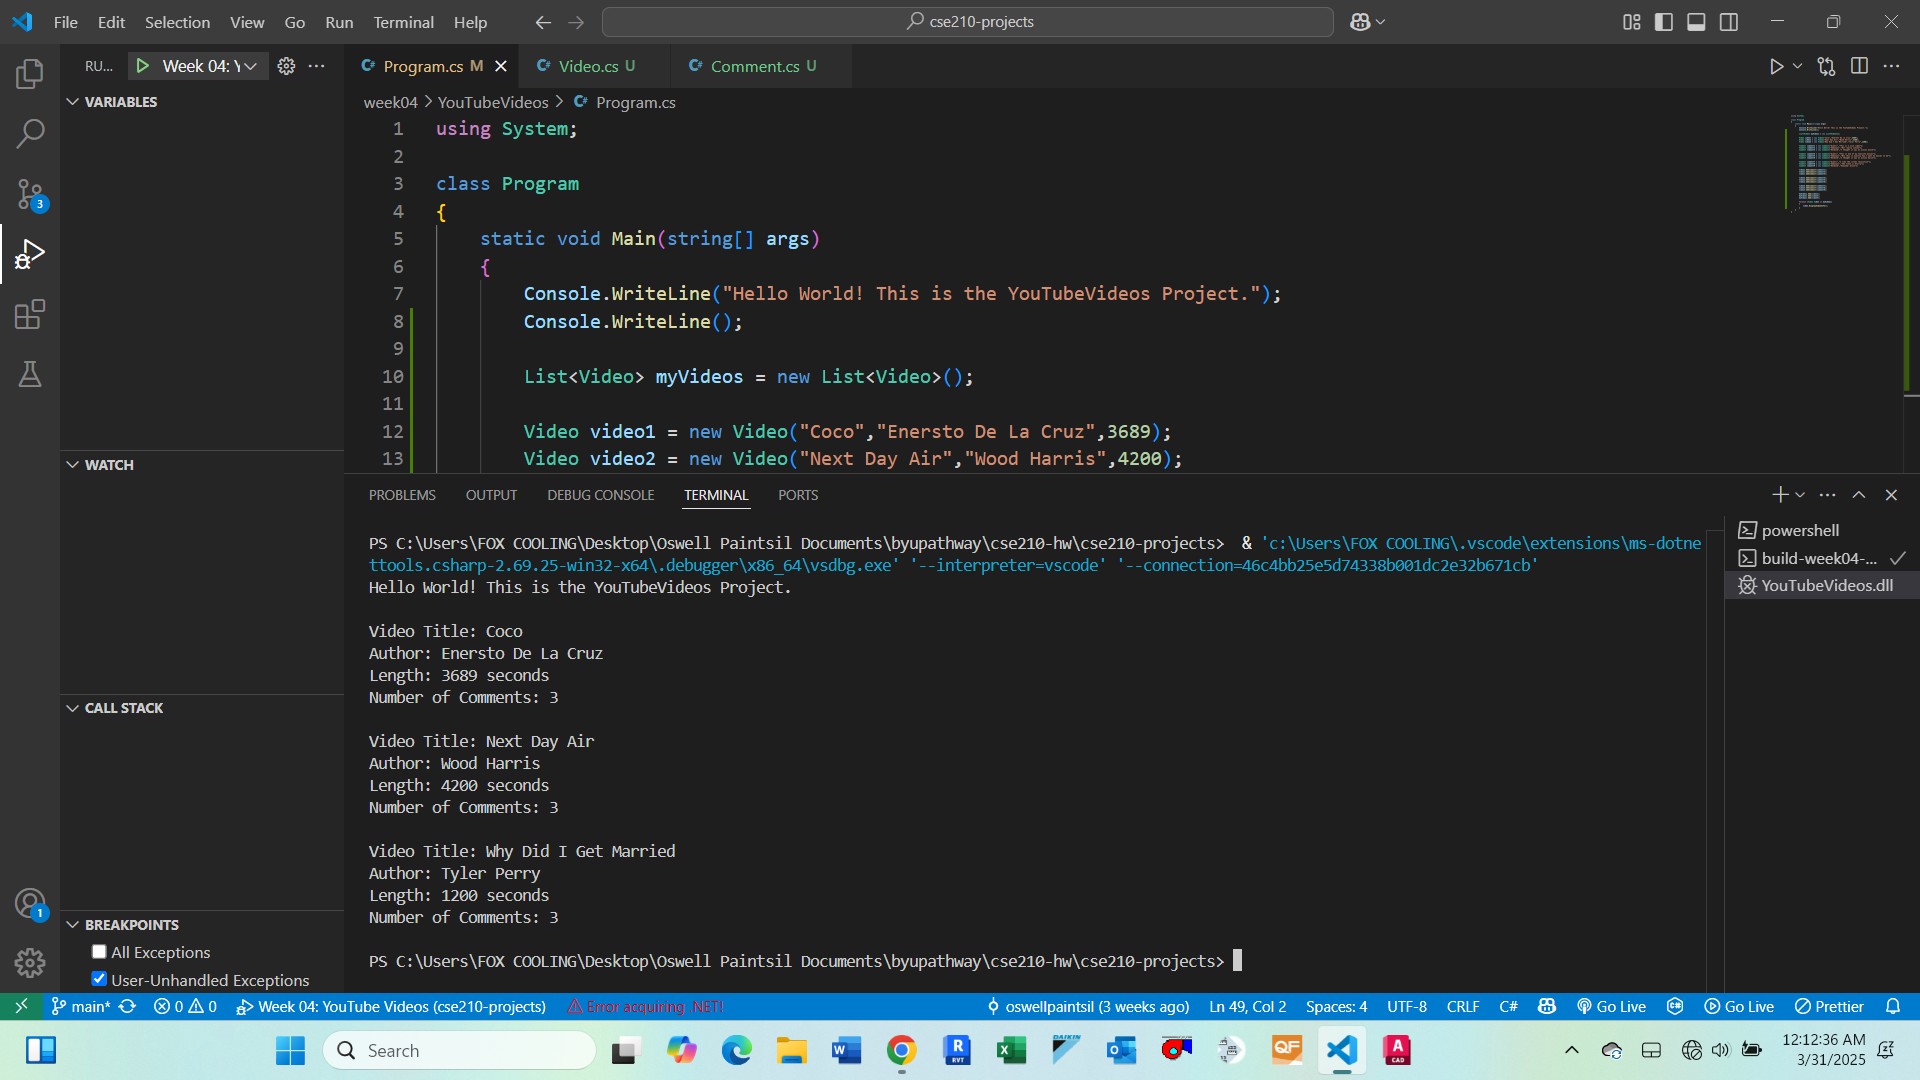 File Edit Selection View Go Run Terminal Help
cse210-projects
RU... Week 04: Y
Program.cs M
Video.cs U
Comment.cs U
VARIABLES
week04 > YouTubeVideos > Program.cs
1 using System;
2
3 class Program
4 {
5 static void Main(string[] args)
6 {
7 Console.WriteLine("Hello World! This is the YouTubeVideos Project.");
8 Console.WriteLine();
9
10 List<Video> myVideos = new List<Video>();
11
12 Video video1 = new Video("Coco","Enersto De La Cruz",3689);
13 Video video2 = new Video("Next Day Air","Wood Harris",4200);
3
WATCH
CALL STACK
BREAKPOINTS
All Exceptions
User-Unhandled Exceptions
1
PROBLEMS OUTPUT DEBUG CONSOLE TERMINAL PORTS
PS C:\Users\FOX COOLING\Desktop\Oswell Paintsil Documents\byupathway\cse210-hw\cse210-projects> & 'c:\Users\FOX COOLING\.vscode\extensions\ms-dotne
ttools.csharp-2.69.25-win32-x64\.debugger\x86_64\vsdbg.exe' '--interpreter=vscode' '--connection=46c4bb25e5d74338b001dc2e32b671cb'
Hello World! This is the YouTubeVideos Project.
Video Title: Coco
Author: Enersto De La Cruz
Length: 3689 seconds
Number of Comments: 3
Video Title: Next Day Air
Author: Wood Harris
Length: 4200 seconds
Number of Comments: 3
Video Title: Why Did I Get Married
Author: Tyler Perry
Length: 1200 seconds
Number of Comments: 3
PS C:\Users\FOX COOLING\Desktop\Oswell Paintsil Documents\byupathway\cse210-hw\cse210-projects>
powershell
build-week04-...
YouTubeVideos.dll
main* 0 0 Week 04: YouTube Videos (cse210-projects) Error acquiring .NET! oswellpaintsil (3 weeks ago) Ln 49, Col 2 Spaces: 4 UTF-8 CRLF C# Go Live Go Live Prettier
Search
DAIKIN
R
RVT
QF
A
CAD
12:12:36 AM
3/31/2025